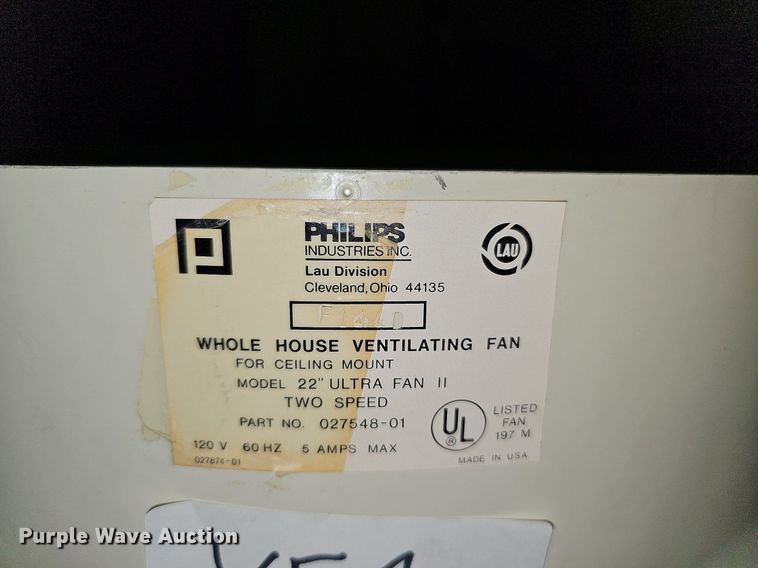 PHILIPS
INDUSTRIES INC.
Lau Division
Cleveland, Ohio 44135
LAU
WHOLE HOUSE VENTILATING FAN
FOR CEILING MOUNT
MODEL 22" ULTRA FAN II
TWO SPEED
PART NO. 027548-01
120 V 60 HZ 5 AMPS MAX
027874-01
UL
®
LISTED
FAN
197 M
MADE IN USA
Purple Wave Auction